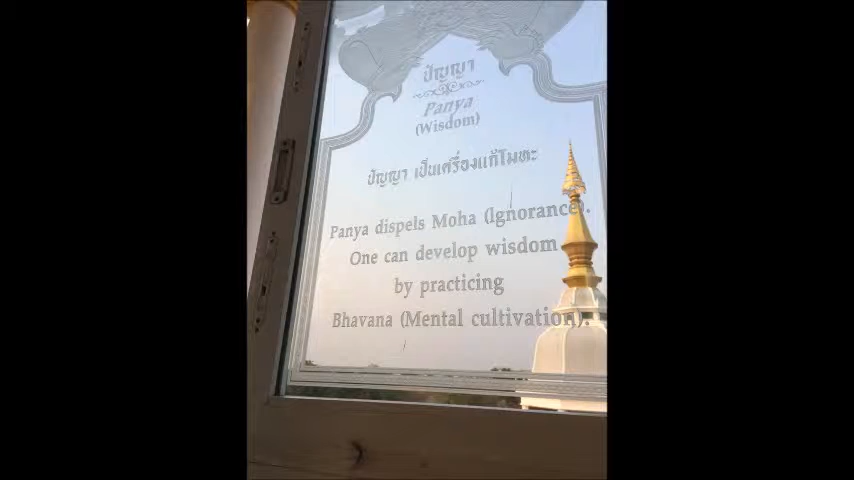 ปัญญา
Panya
(Wisdom)
ปัญญา เป็นเครื่องแก้โมหะ
Panya dispels Moha (Ignorance).
One can develop wisdom
by practicing
Bhavana (Mental cultivation).